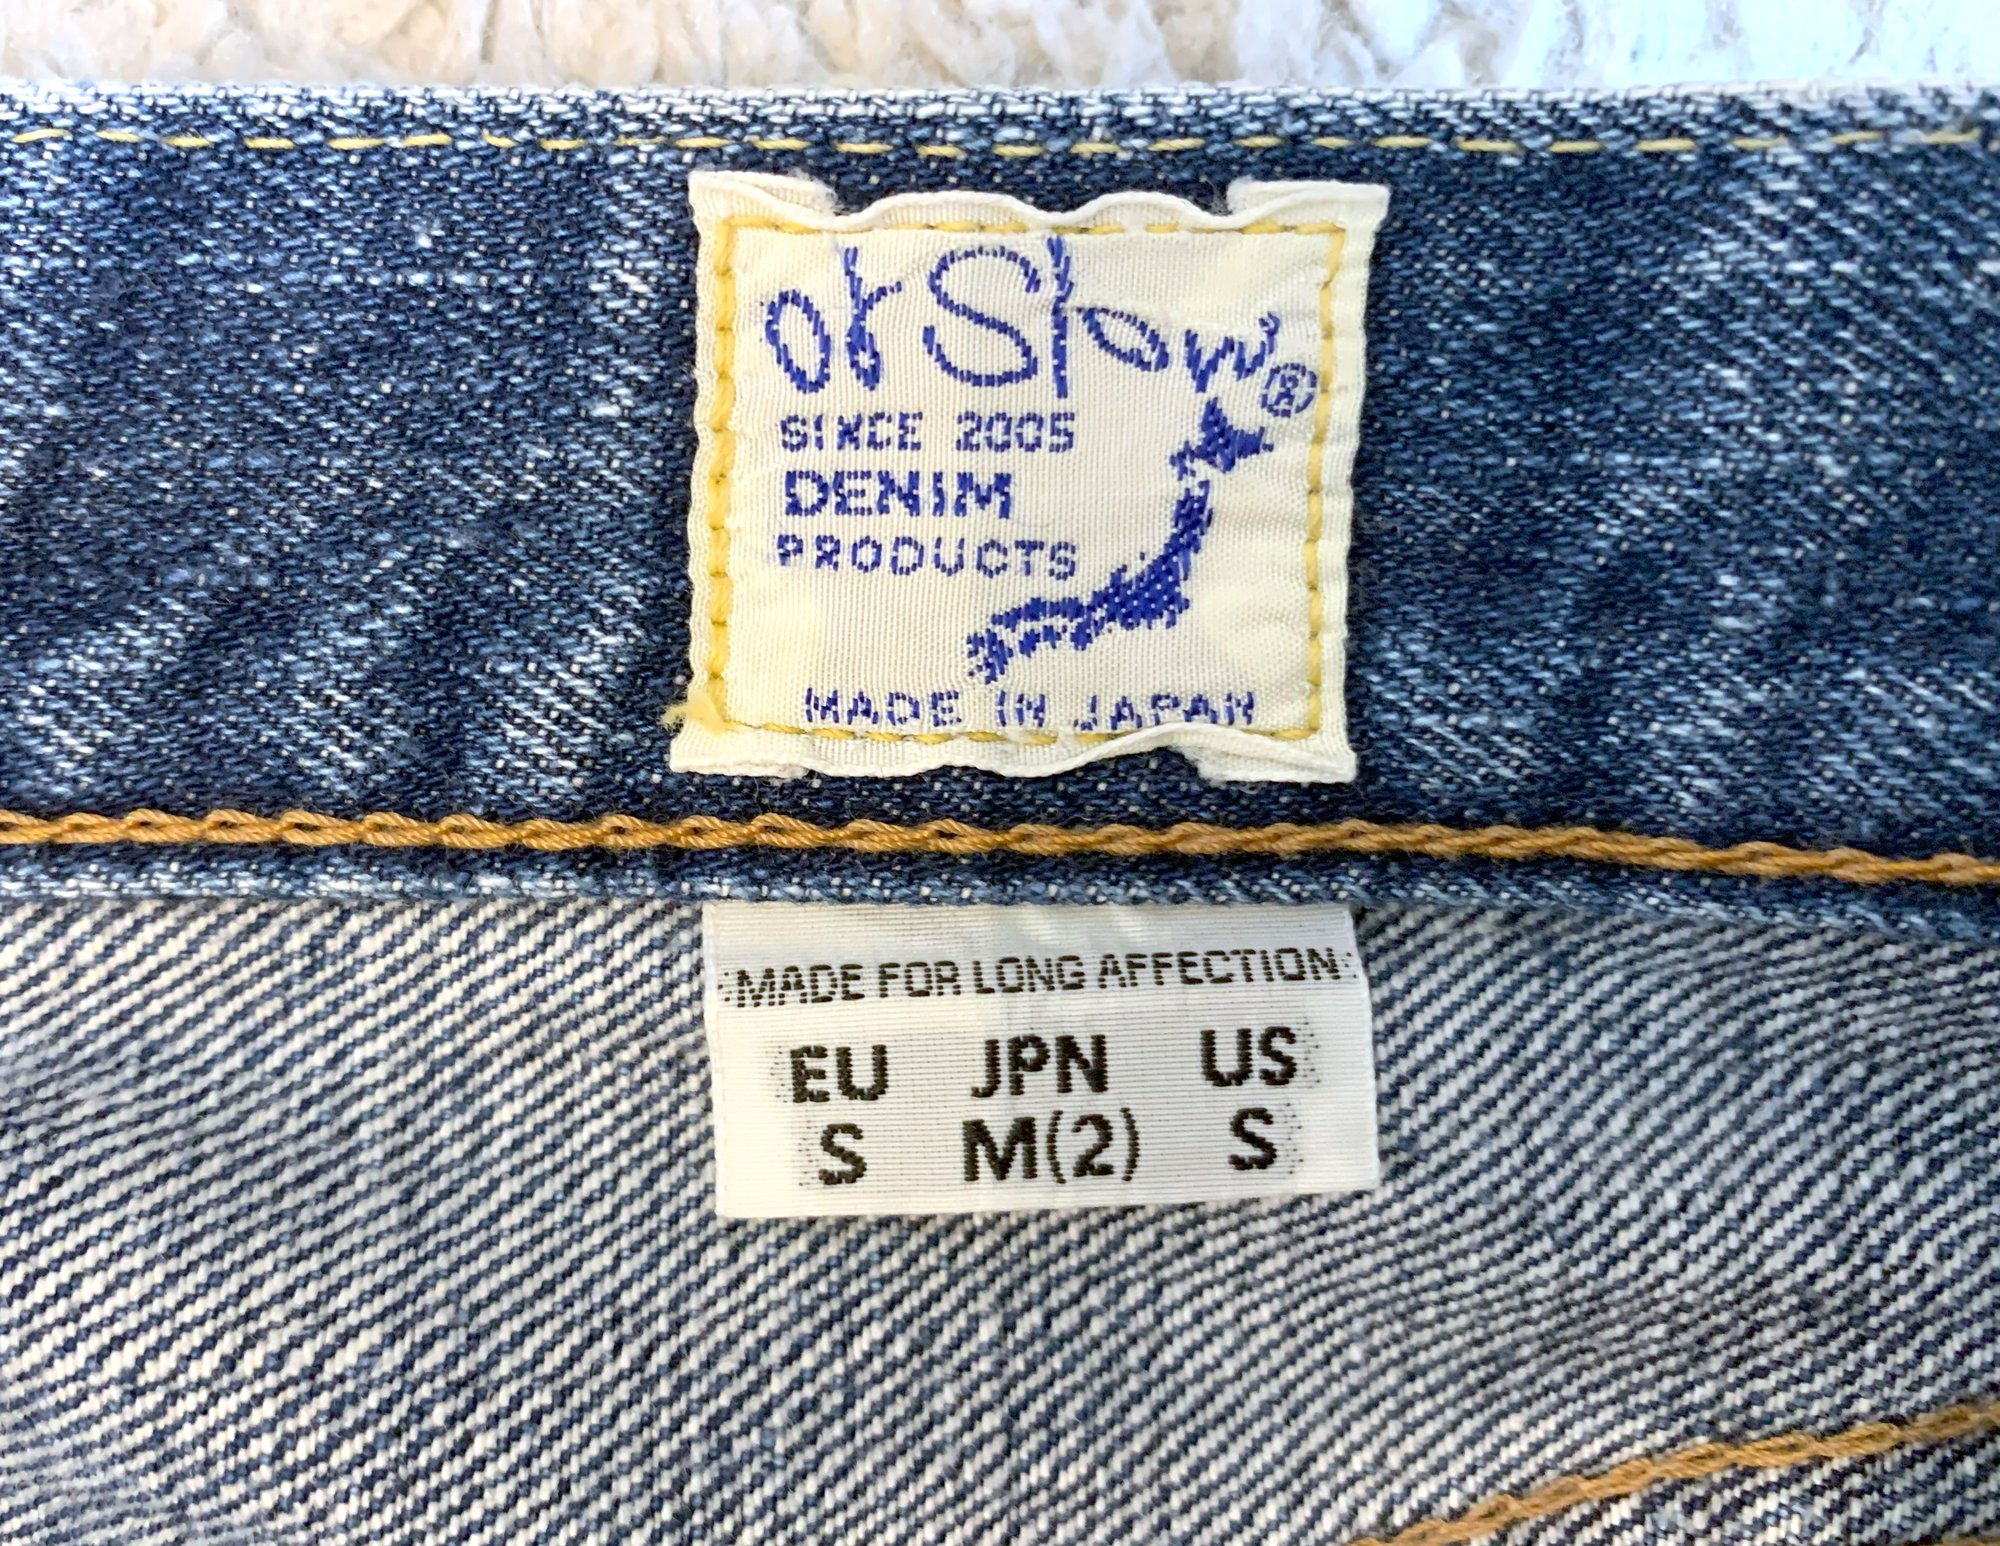 orSlow®
SINCE 2005
DENIM
PRODUCTS
MADE IN JAPAN
MADE FOR LONG AFFECTION
EU JPN US
S M(2) S